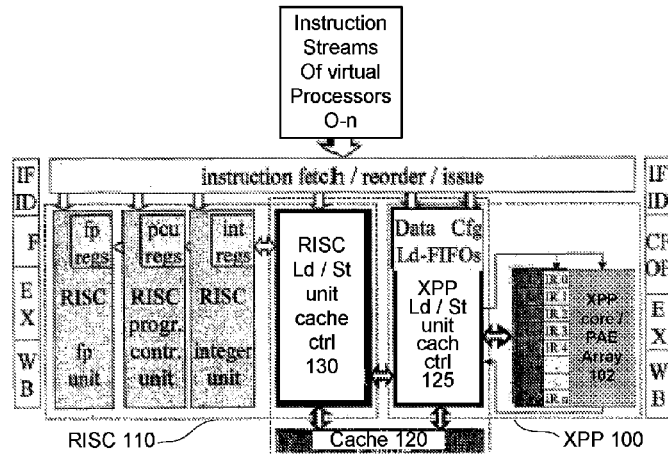 Instruction
Streams
Of virtual
Processors
O-n
instruction fetch / reorder / issue
IF
ID
F
E
X
W
B
fp
regs
RISC
fp
unit
pcu
regs
RISC
progr.
contr.
unit
int
regs
RISC
integer
unit
RISC
Ld / St
unit
cache
ctrl
130
Data Cfg
Ld-FIFOs
XPP
Ld / St
unit
cach
ctrl
125
IR 0
IR 1
IR 2
IR 3
IR 4
IR n
XPP
core /
PAE
Array
102
IF
ID
E
X
W
B
RISC 110
Cache 120
XPP 100